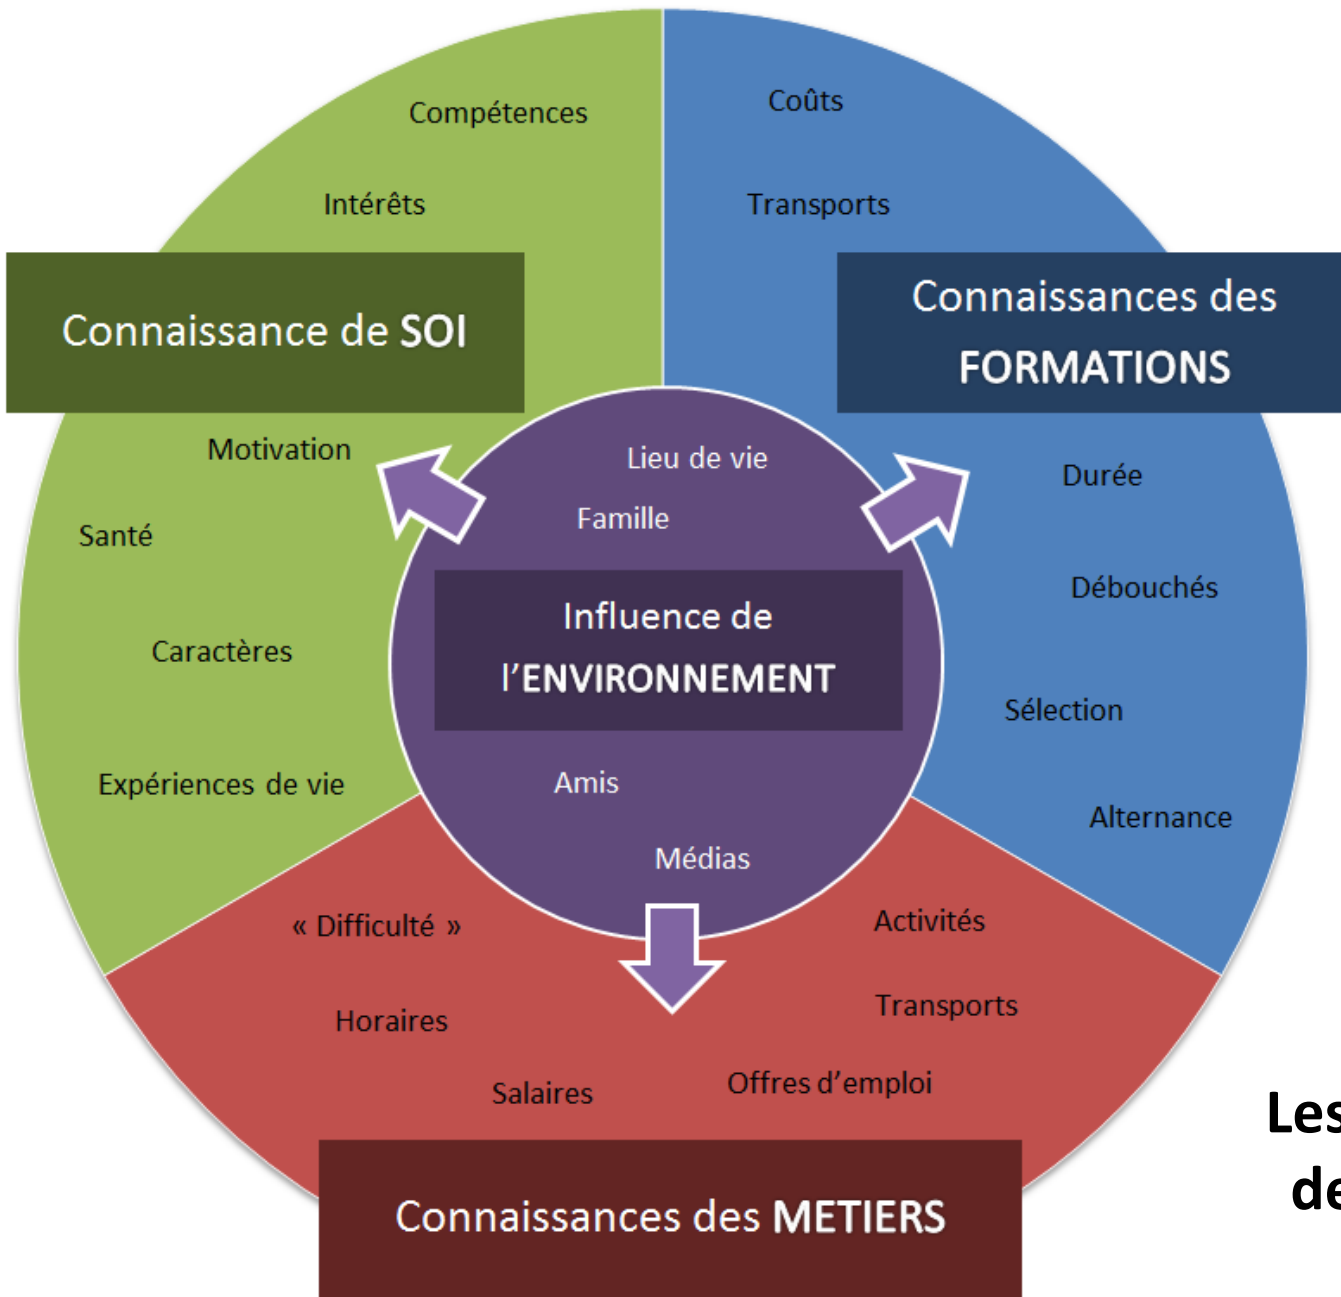 Compétences
Intérêts
Connaissance de SOI
Motivation
Santé
Caractères
Expériences de vie
Coûts
Transports
Connaissances des
FORMATIONS
Durée
Débouchés
Sélection
Alternance
Lieu de vie
Famille
Influence de
l’ENVIRONNEMENT
Amis
Médias
« Difficulté »
Horaires
Salaires
Activités
Transports
Offres d’emploi
Connaissances des METIERS
Les
de